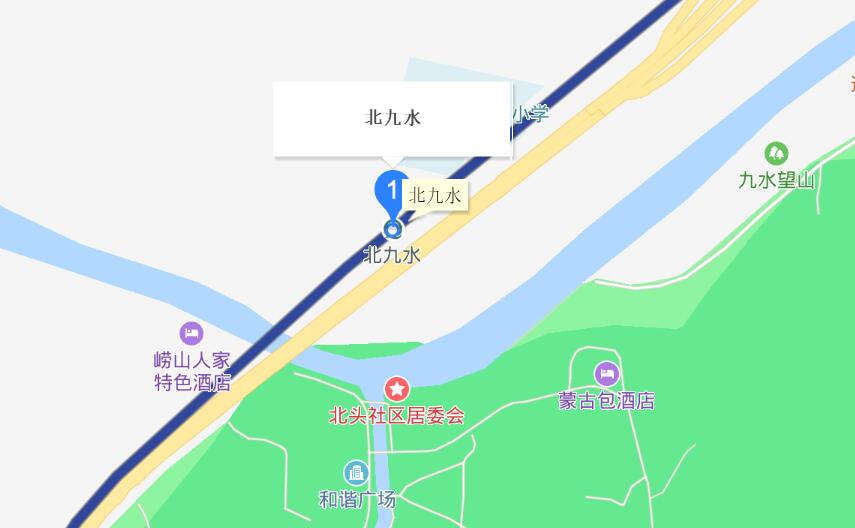 北九水
小学
1
北九水
九水望山
北九水
崂山人家
特色酒店
蒙古包酒店
北头社区居委会
和谐广场